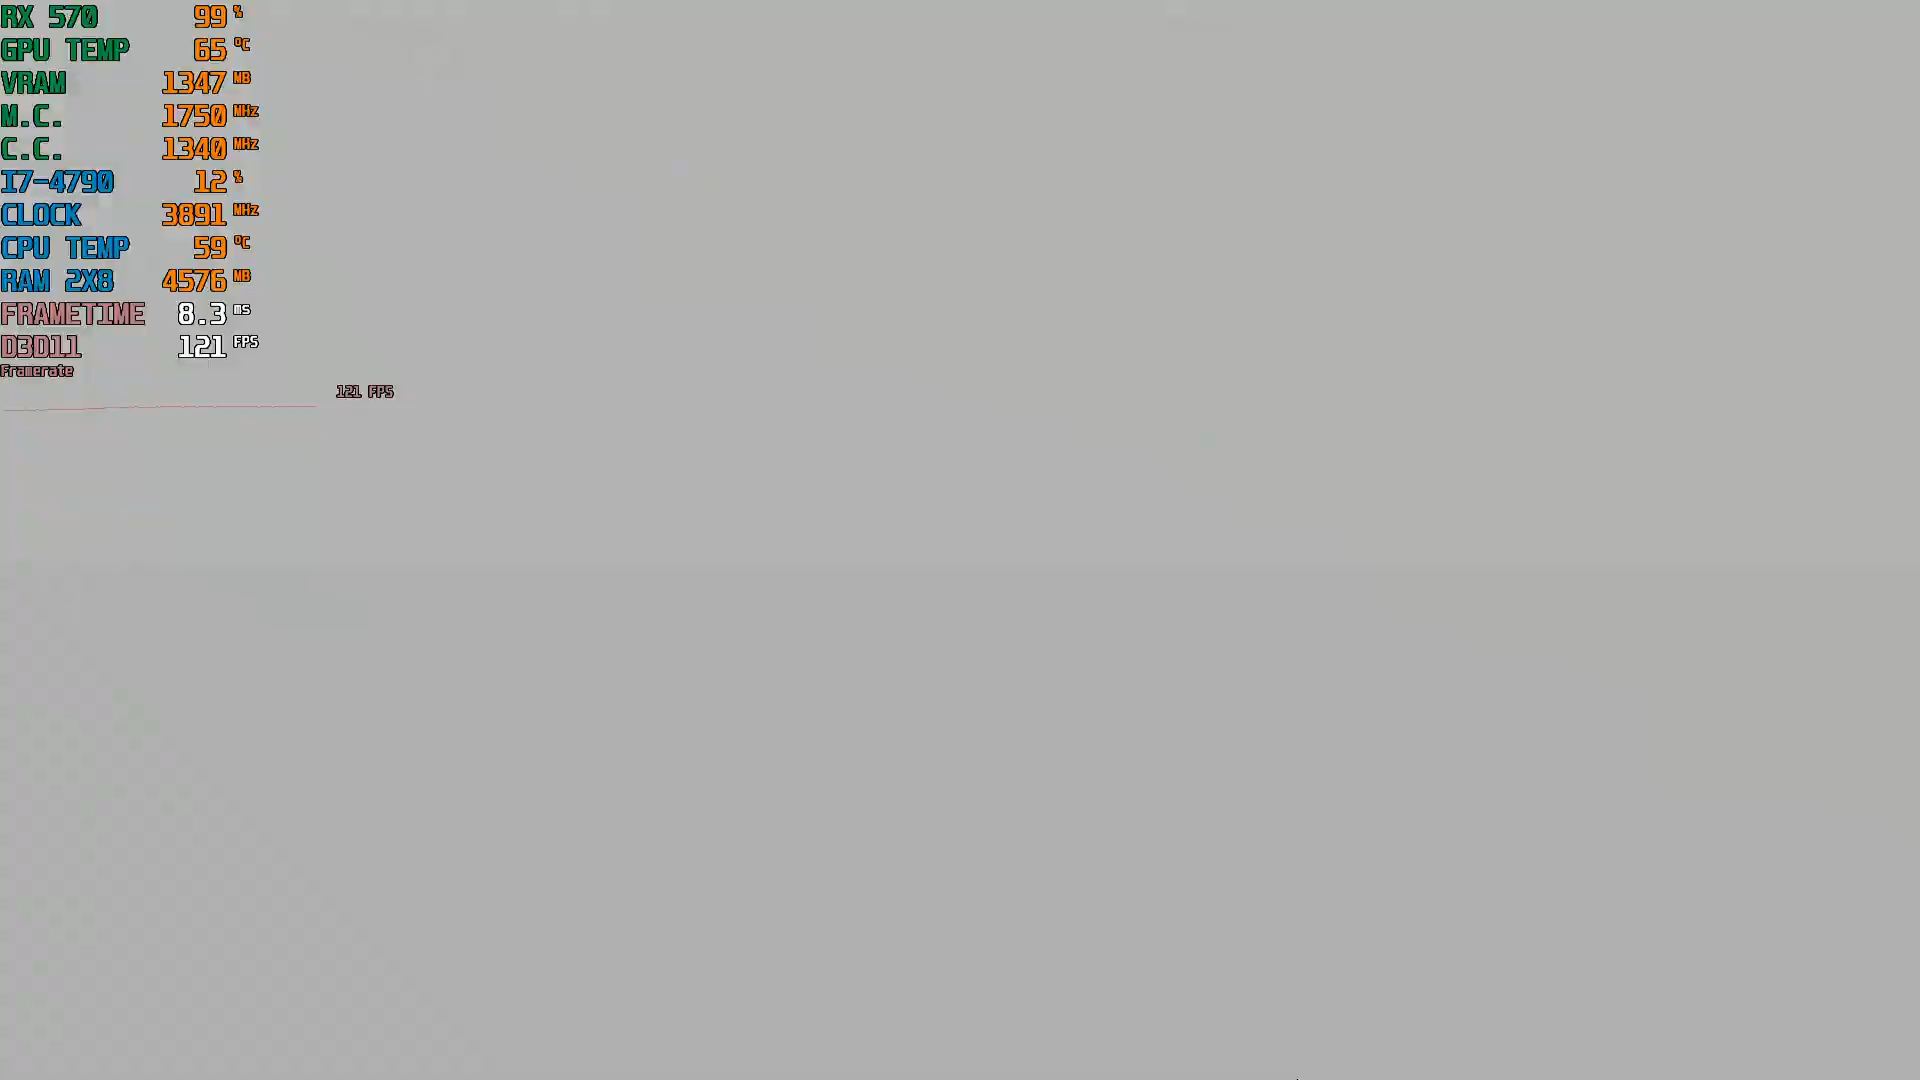 RX 570 99 %
GPU TEMP 65 °C
VRAM 1347 MB
M.C. 1750 MHz
C.C. 1340 MHz
I7-4790 12 %
CLOCK 3891 MHz
CPU TEMP 59 °C
RAM 2X8 4576 MB
FRAMETIME 8.3 ms
D3D11 121 FPS
Framerate
121 FPS